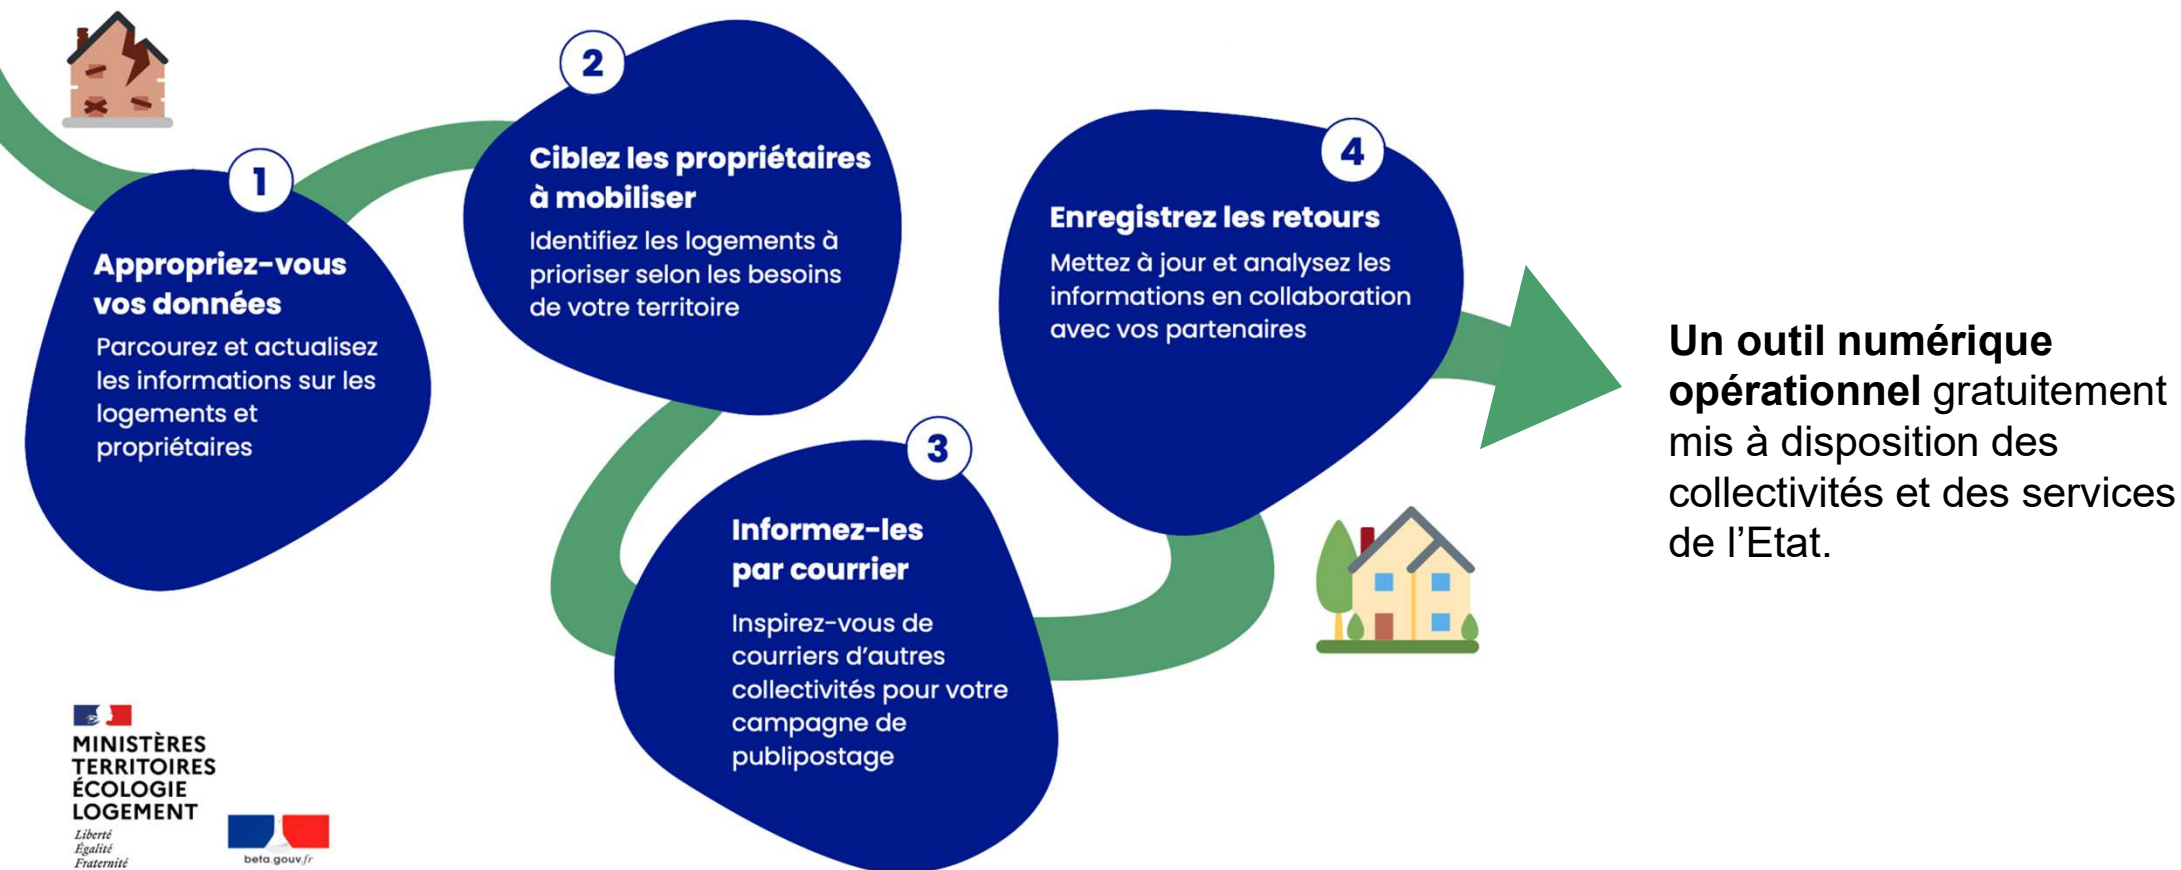 1
Appropriez-vous
vos données
Parcourez et actualisez
les informations sur les
logements et
propriétaires
2
Ciblez les propriétaires
à mobiliser
Identifiez les logements à
prioriser selon les besoins
de votre territoire
3
Informez-les
par courrier
Inspirez-vous de
courriers d'autres
collectivités pour votre
campagne de
publipostage
4
Enregistrez les retours
Mettez à jour et analysez les
informations en collaboration
avec vos partenaires
Un outil numérique
opérationnel gratuitement
mis à disposition des
collectivités et des services
de l'Etat.
MINISTÈRES
TERRITOIRES
ÉCOLOGIE
LOGEMENT
Liberté
Égalité
Fraternité
beta.gouv.fr